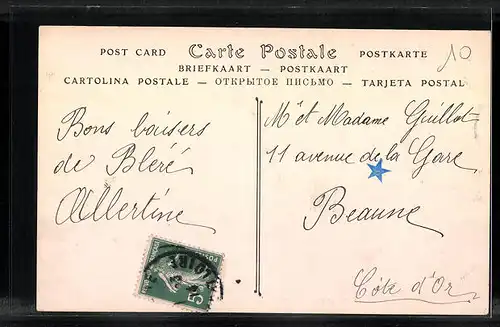 POST CARD Carte Postale POSTKARTE
BRIEFKAART — POSTKAART
CARTOLINA POSTALE — ОТКРЫТОЕ ПИСЬМО — TARJETA POSTAL
10
Bons baisers
de Bléré
Albertine
Mr et Madame Guillot
11 avenue de la Gare
Beaune
Côte d'Or
5